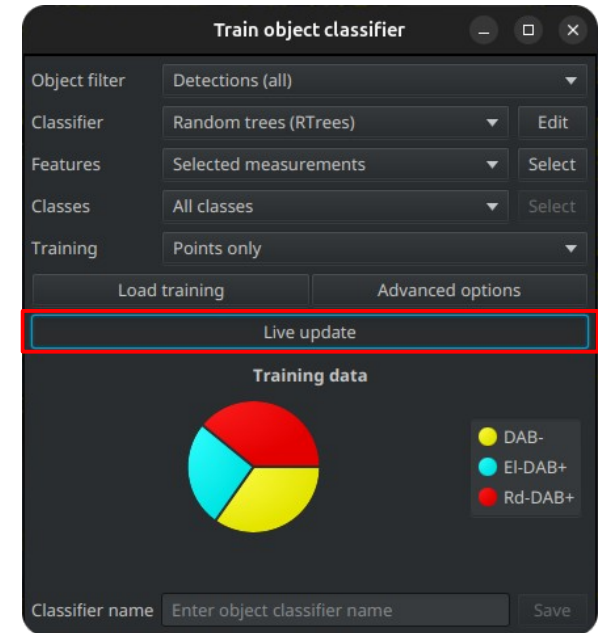 Train object classifier
Object filter Detections (all)
Classifier Random trees (RTrees) Edit
Features Selected measurements Select
Classes All classes Select
Training Points only
Load training Advanced options
Live update
Training data
DAB-
El-DAB+
Rd-DAB+
Classifier name Enter object classifier name Save